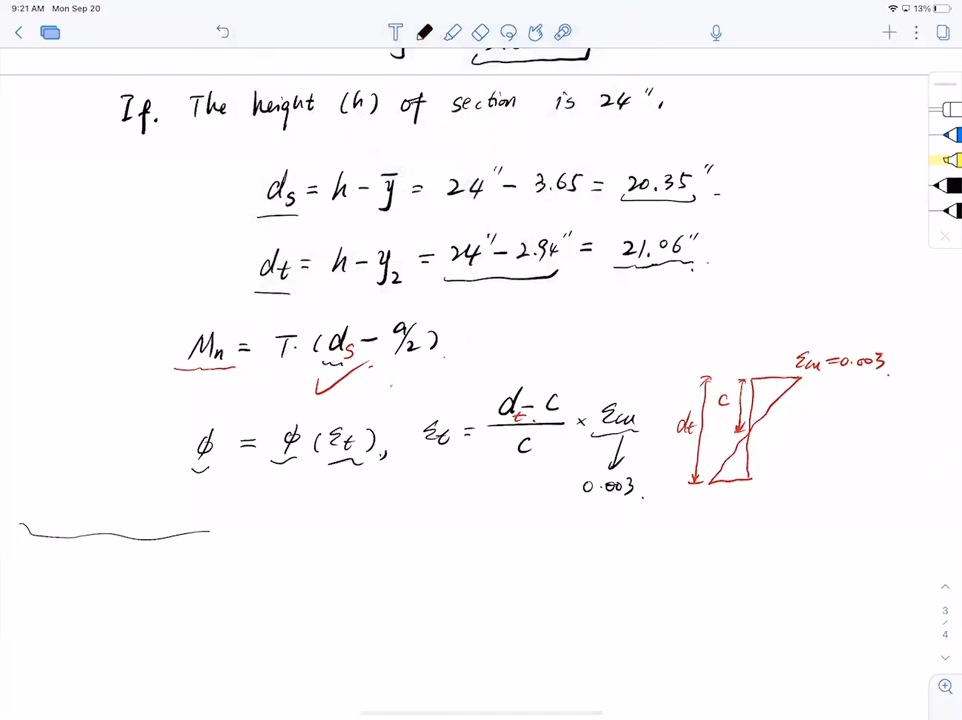 9:21 AM Mon Sep 20
13%
If. The height (h) of section is 24".
ds = h - ȳ = 24" - 3.65 = 20.35"
dt = h - y2 = 24" - 2.94" = 21.06"
Mn = T. (ds - a/2)
εcu = 0.003.
c
dt
ϕ = ϕ (εt), εt = dt - c / c × εcu
0.003.
3
/
4